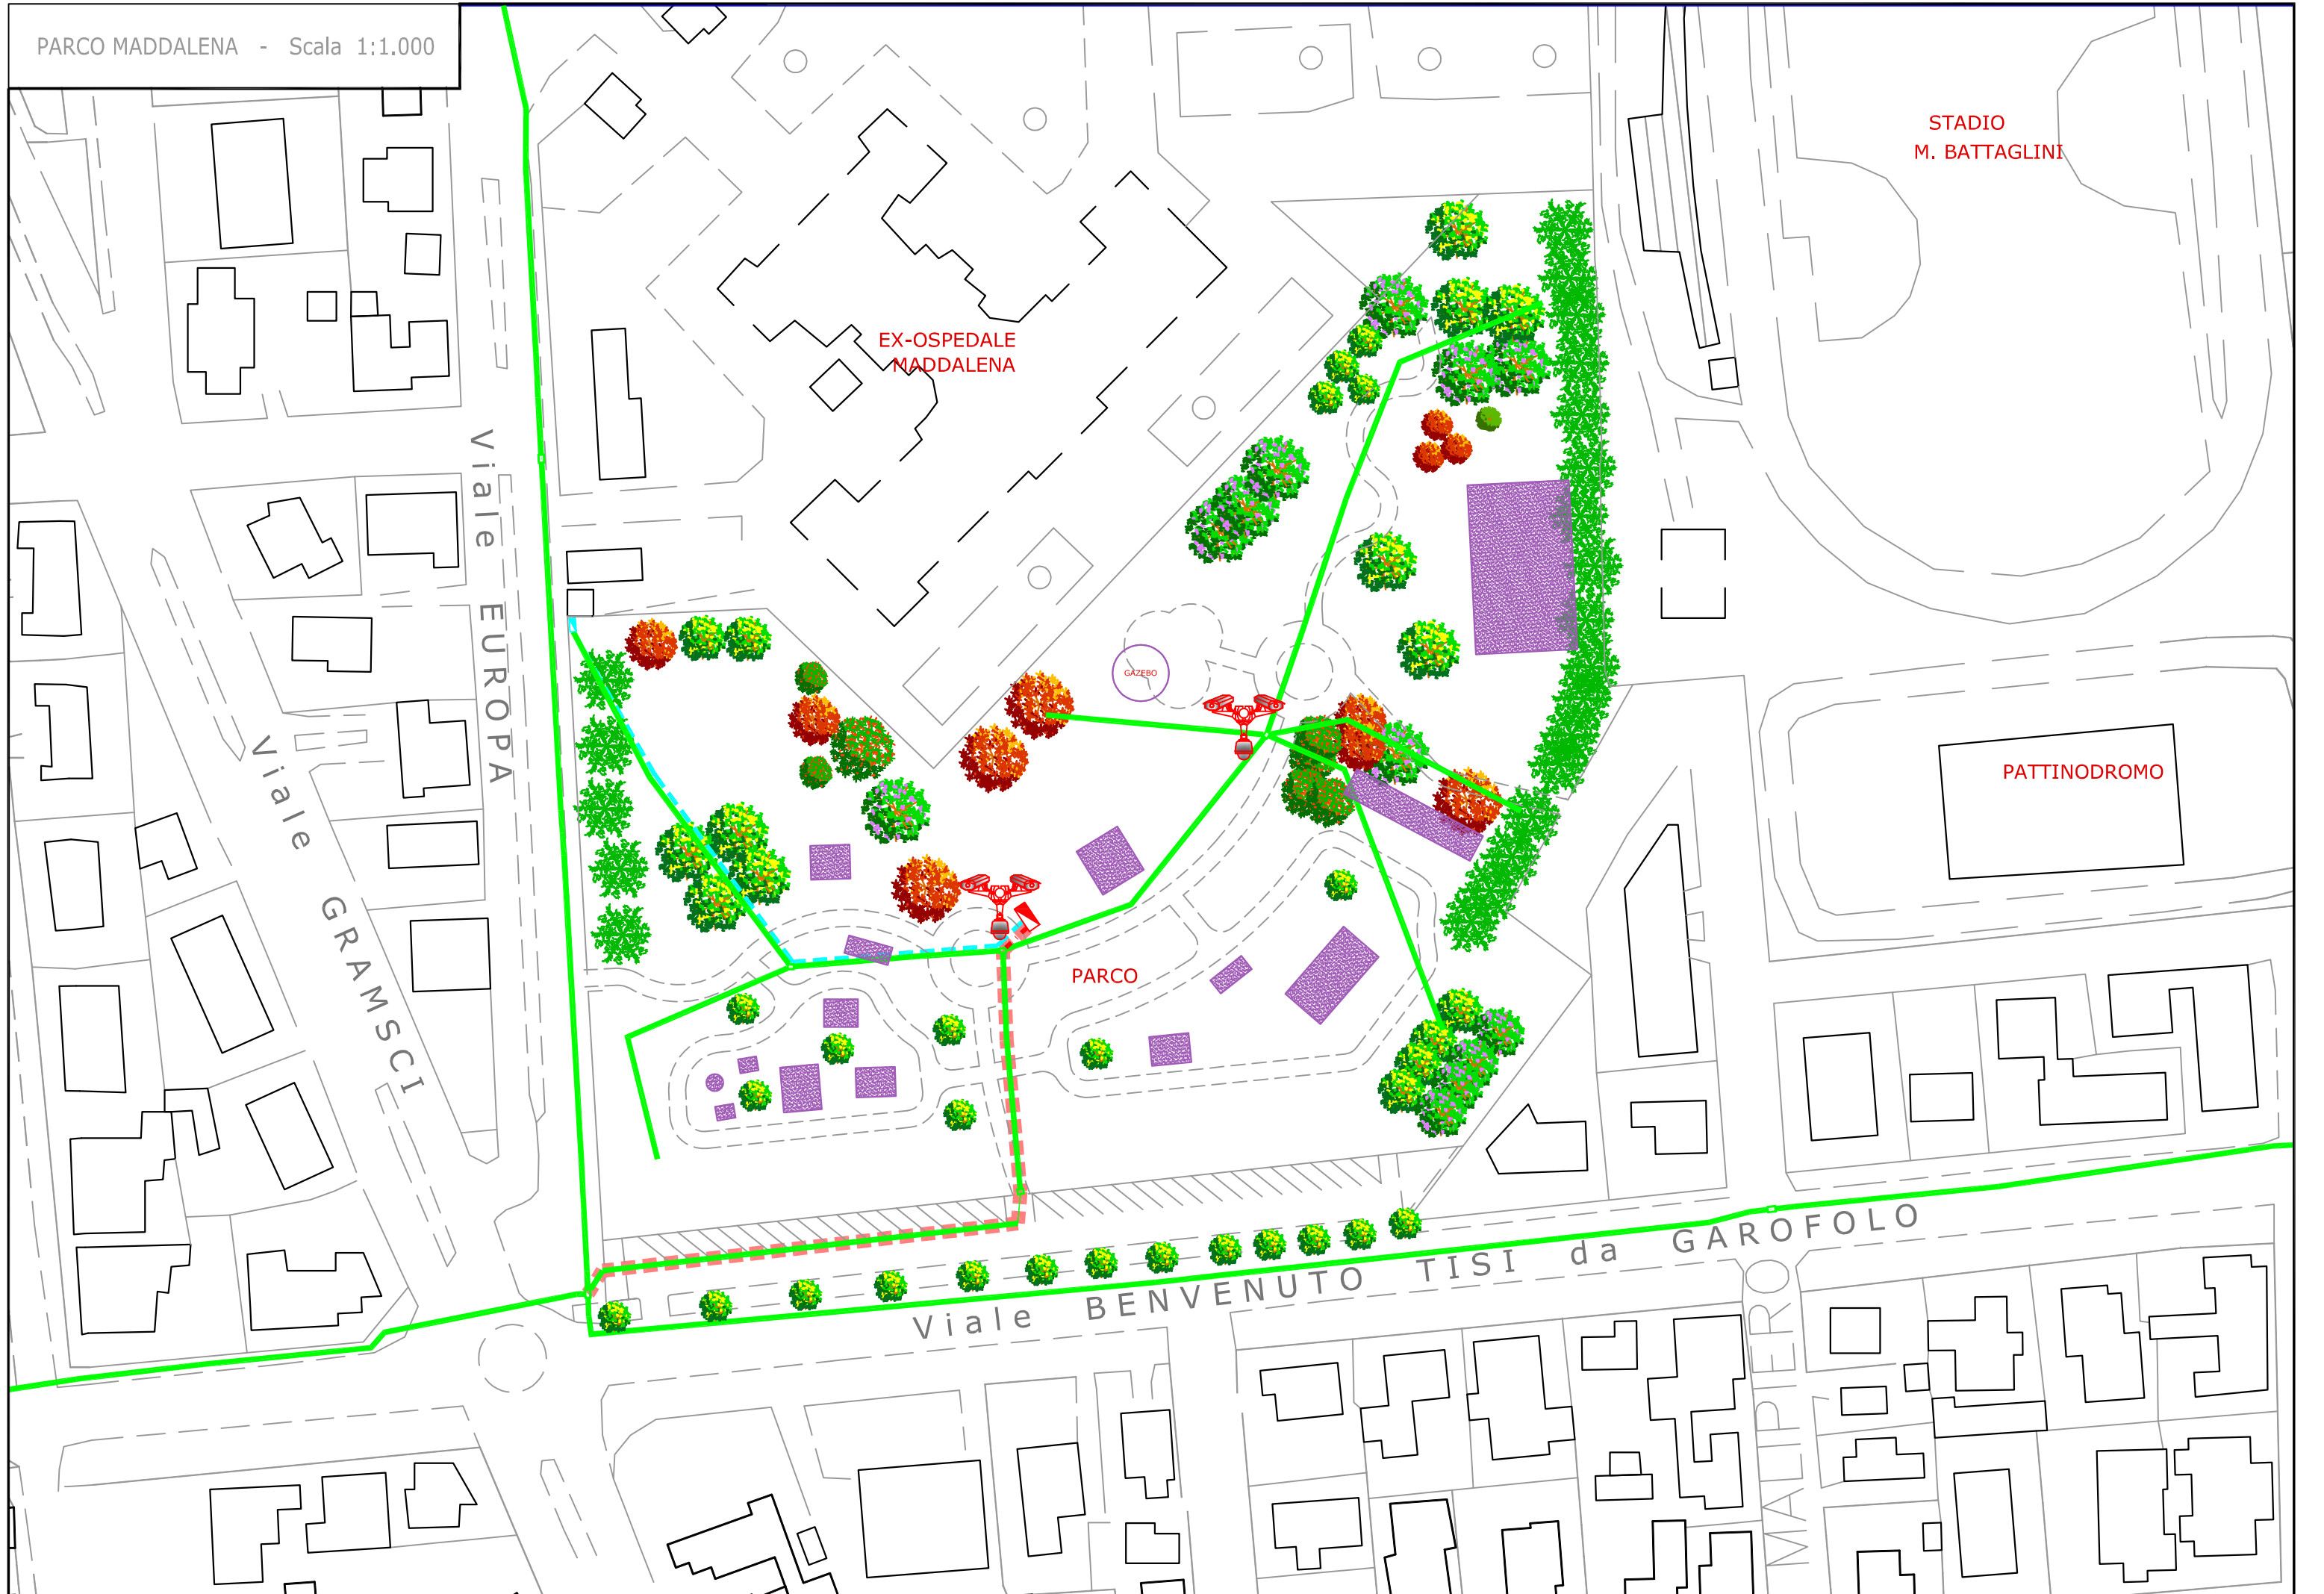 PARCO MADDALENA - Scala 1:1.000
STADIO
M. BATTAGLINI
EX-OSPEDALE
MADDALENA
Viale EUROPA
GAZEBO
Viale GRAMSCI
PATTINODROMO
PARCO
Viale BENVENUTO TISI da GAROFOLO